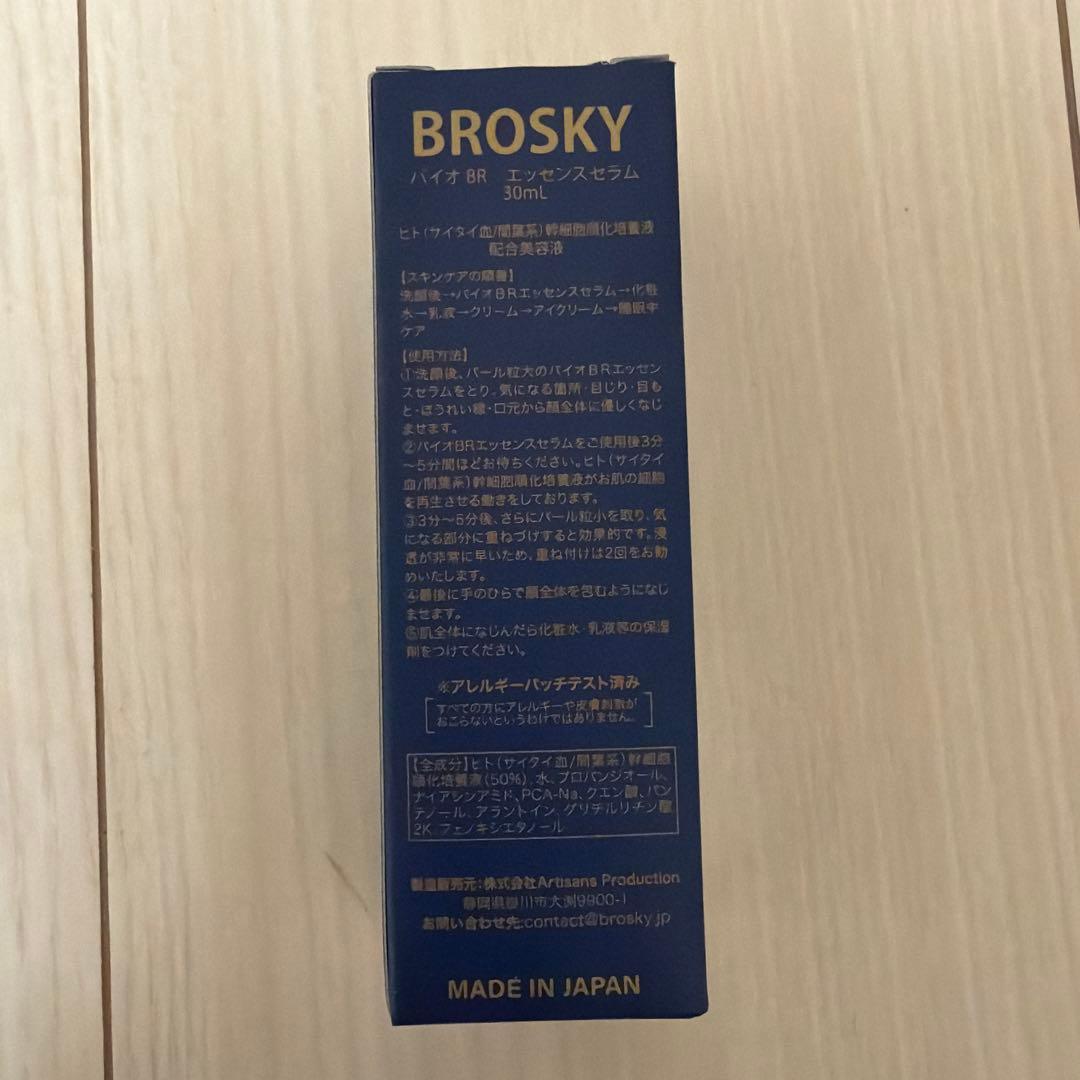 BROSKY
バイオBR　エッセンスセラム
30mL
ヒト(サイタイ血/間葉系)幹細胞順化培養液
配合美容液
【スキンケアの順番】
洗顔後→バイオBRエッセンスセラム→化粧
水→乳液→クリーム→アイクリーム→睡眠中
ケア
【使用方法】
①洗顔後、パール粒大のバイオBRエッセン
スセラムをとり、気になる箇所・目じり・目も
と・ほうれい線・口元から顔全体に優しくなじ
ませます。
②バイオBRエッセンスセラムをご使用後3分
～5分間ほどお待ちください。ヒト(サイタイ
血/間葉系)幹細胞順化培養液がお肌の細胞
を再生させる働きをしております。
③3分～5分後、さらにパール粒小を取り、気
になる部分に重ねづけすると効果的です。浸
透が非常に早いため、重ね付けは2回をお勧
めいたします。
④最後に手のひらで顔全体を包むようになじ
ませます。
⑤肌全体になじんだら化粧水・乳液等の保湿
剤をつけてください。
※アレルギーパッチテスト済み
すべての方にアレルギーや皮膚刺激が
おこらないというわけではありません。
【全成分】ヒト(サイタイ血/間葉系)幹細胞
順化培養液(50%)、水、プロパンジオール、
ナイアシンアミド、PCA-Na、クエン酸、パン
テノール、アラントイン、グリチルリチン酸
2K、フェノキシエタノール
製造販売元:株式会社Artisans Production
静岡県掛川市大渕9900-1
お問い合わせ先:contact@brosky.jp
MADE IN JAPAN